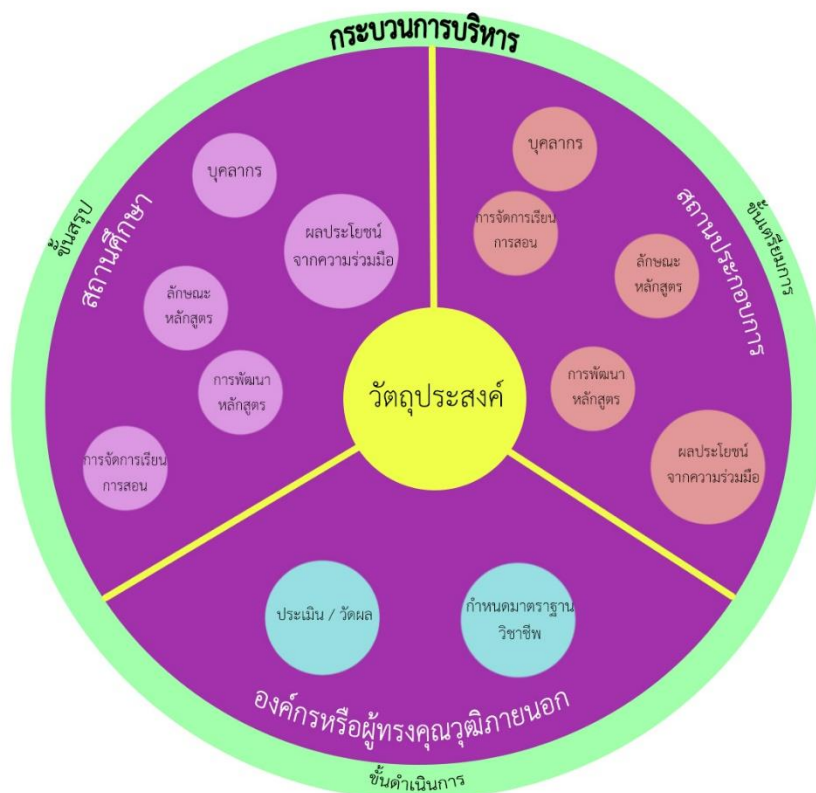 กระบวนการบริหาร
ขั้นสรุป
ขั้นเตรียมการ
ขั้นดำเนินการ
สถานศึกษา
บุคลากร
ผลประโยชน์
จากความร่วมมือ
ลักษณะ
หลักสูตร
การพัฒนา
หลักสูตร
การจัดการเรียน
การสอน
สถานประกอบการ
บุคลากร
การจัดการเรียน
การสอน
ลักษณะ
หลักสูตร
การพัฒนา
หลักสูตร
ผลประโยชน์
จากความร่วมมือ
วัตถุประสงค์
ประเมิน / วัดผล
กำหนดมาตราฐาน
วิชาชีพ
องค์กรหรือผู้ทรงคุณวุฒิภายนอก